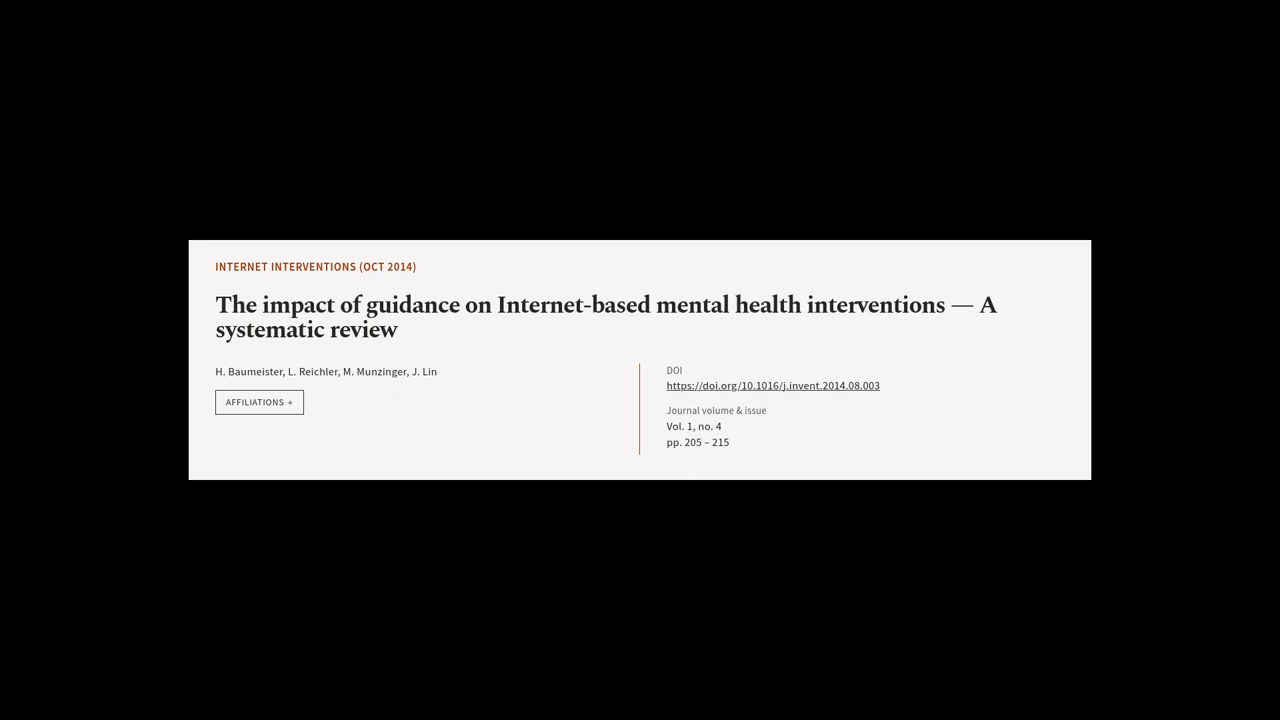 INTERNET INTERVENTIONS (OCT 2014)
The impact of guidance on Internet-based mental health interventions — A
systematic review
H. Baumeister, L. Reichler, M. Munzinger, J. Lin
AFFILIATIONS +
DOI
https://doi.org/10.1016/j.invent.2014.08.003
Journal volume & issue
Vol. 1, no. 4
pp. 205 – 215